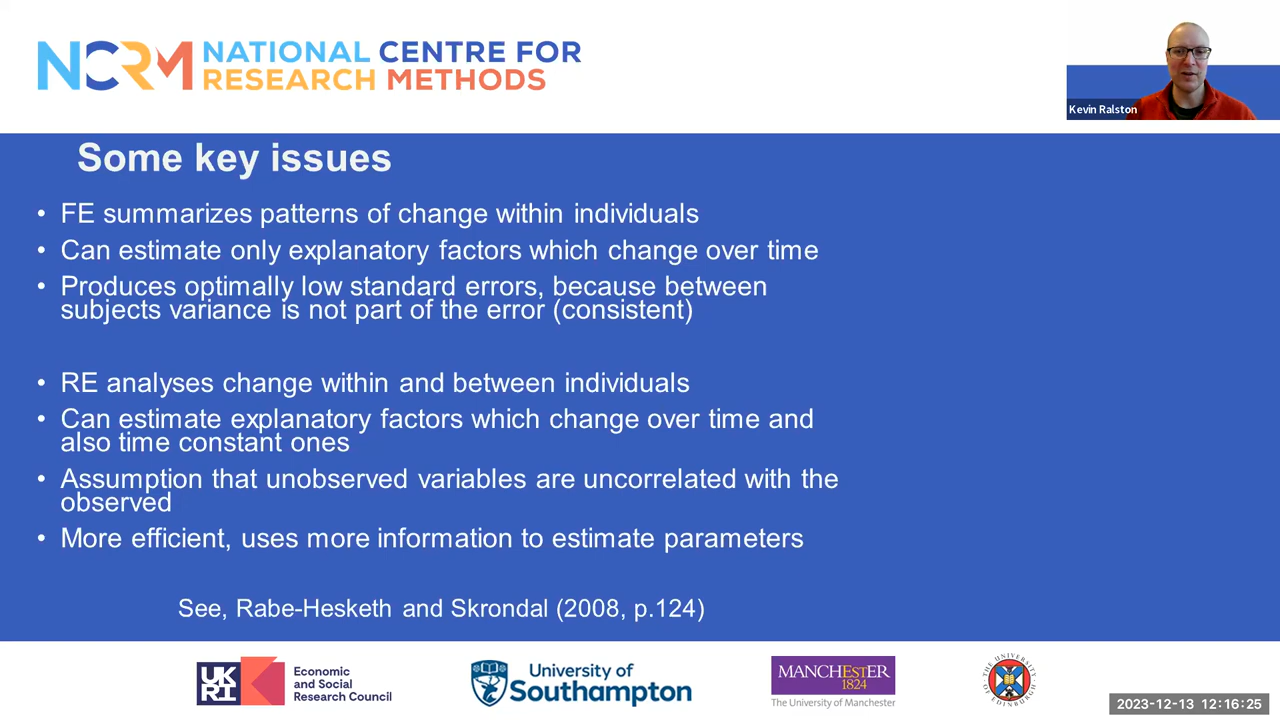 NCRM NATIONAL CENTRE FOR
RESEARCH METHODS
Kevin Ralston
Some key issues
• FE summarizes patterns of change within individuals
• Can estimate only explanatory factors which change over time
• Produces optimally low standard errors, because between
subjects variance is not part of the error (consistent)
• RE analyses change within and between individuals
• Can estimate explanatory factors which change over time and
also time constant ones
• Assumption that unobserved variables are uncorrelated with the
observed
• More efficient, uses more information to estimate parameters
See, Rabe-Hesketh and Skrondal (2008, p.124)
UKRI
Economic
and Social
Research Council
University of
Southampton
MANCHESTER
1824
The University of Manchester
THE UNIVERSITY OF EDINBURGH
2023-12-13 12:16:25